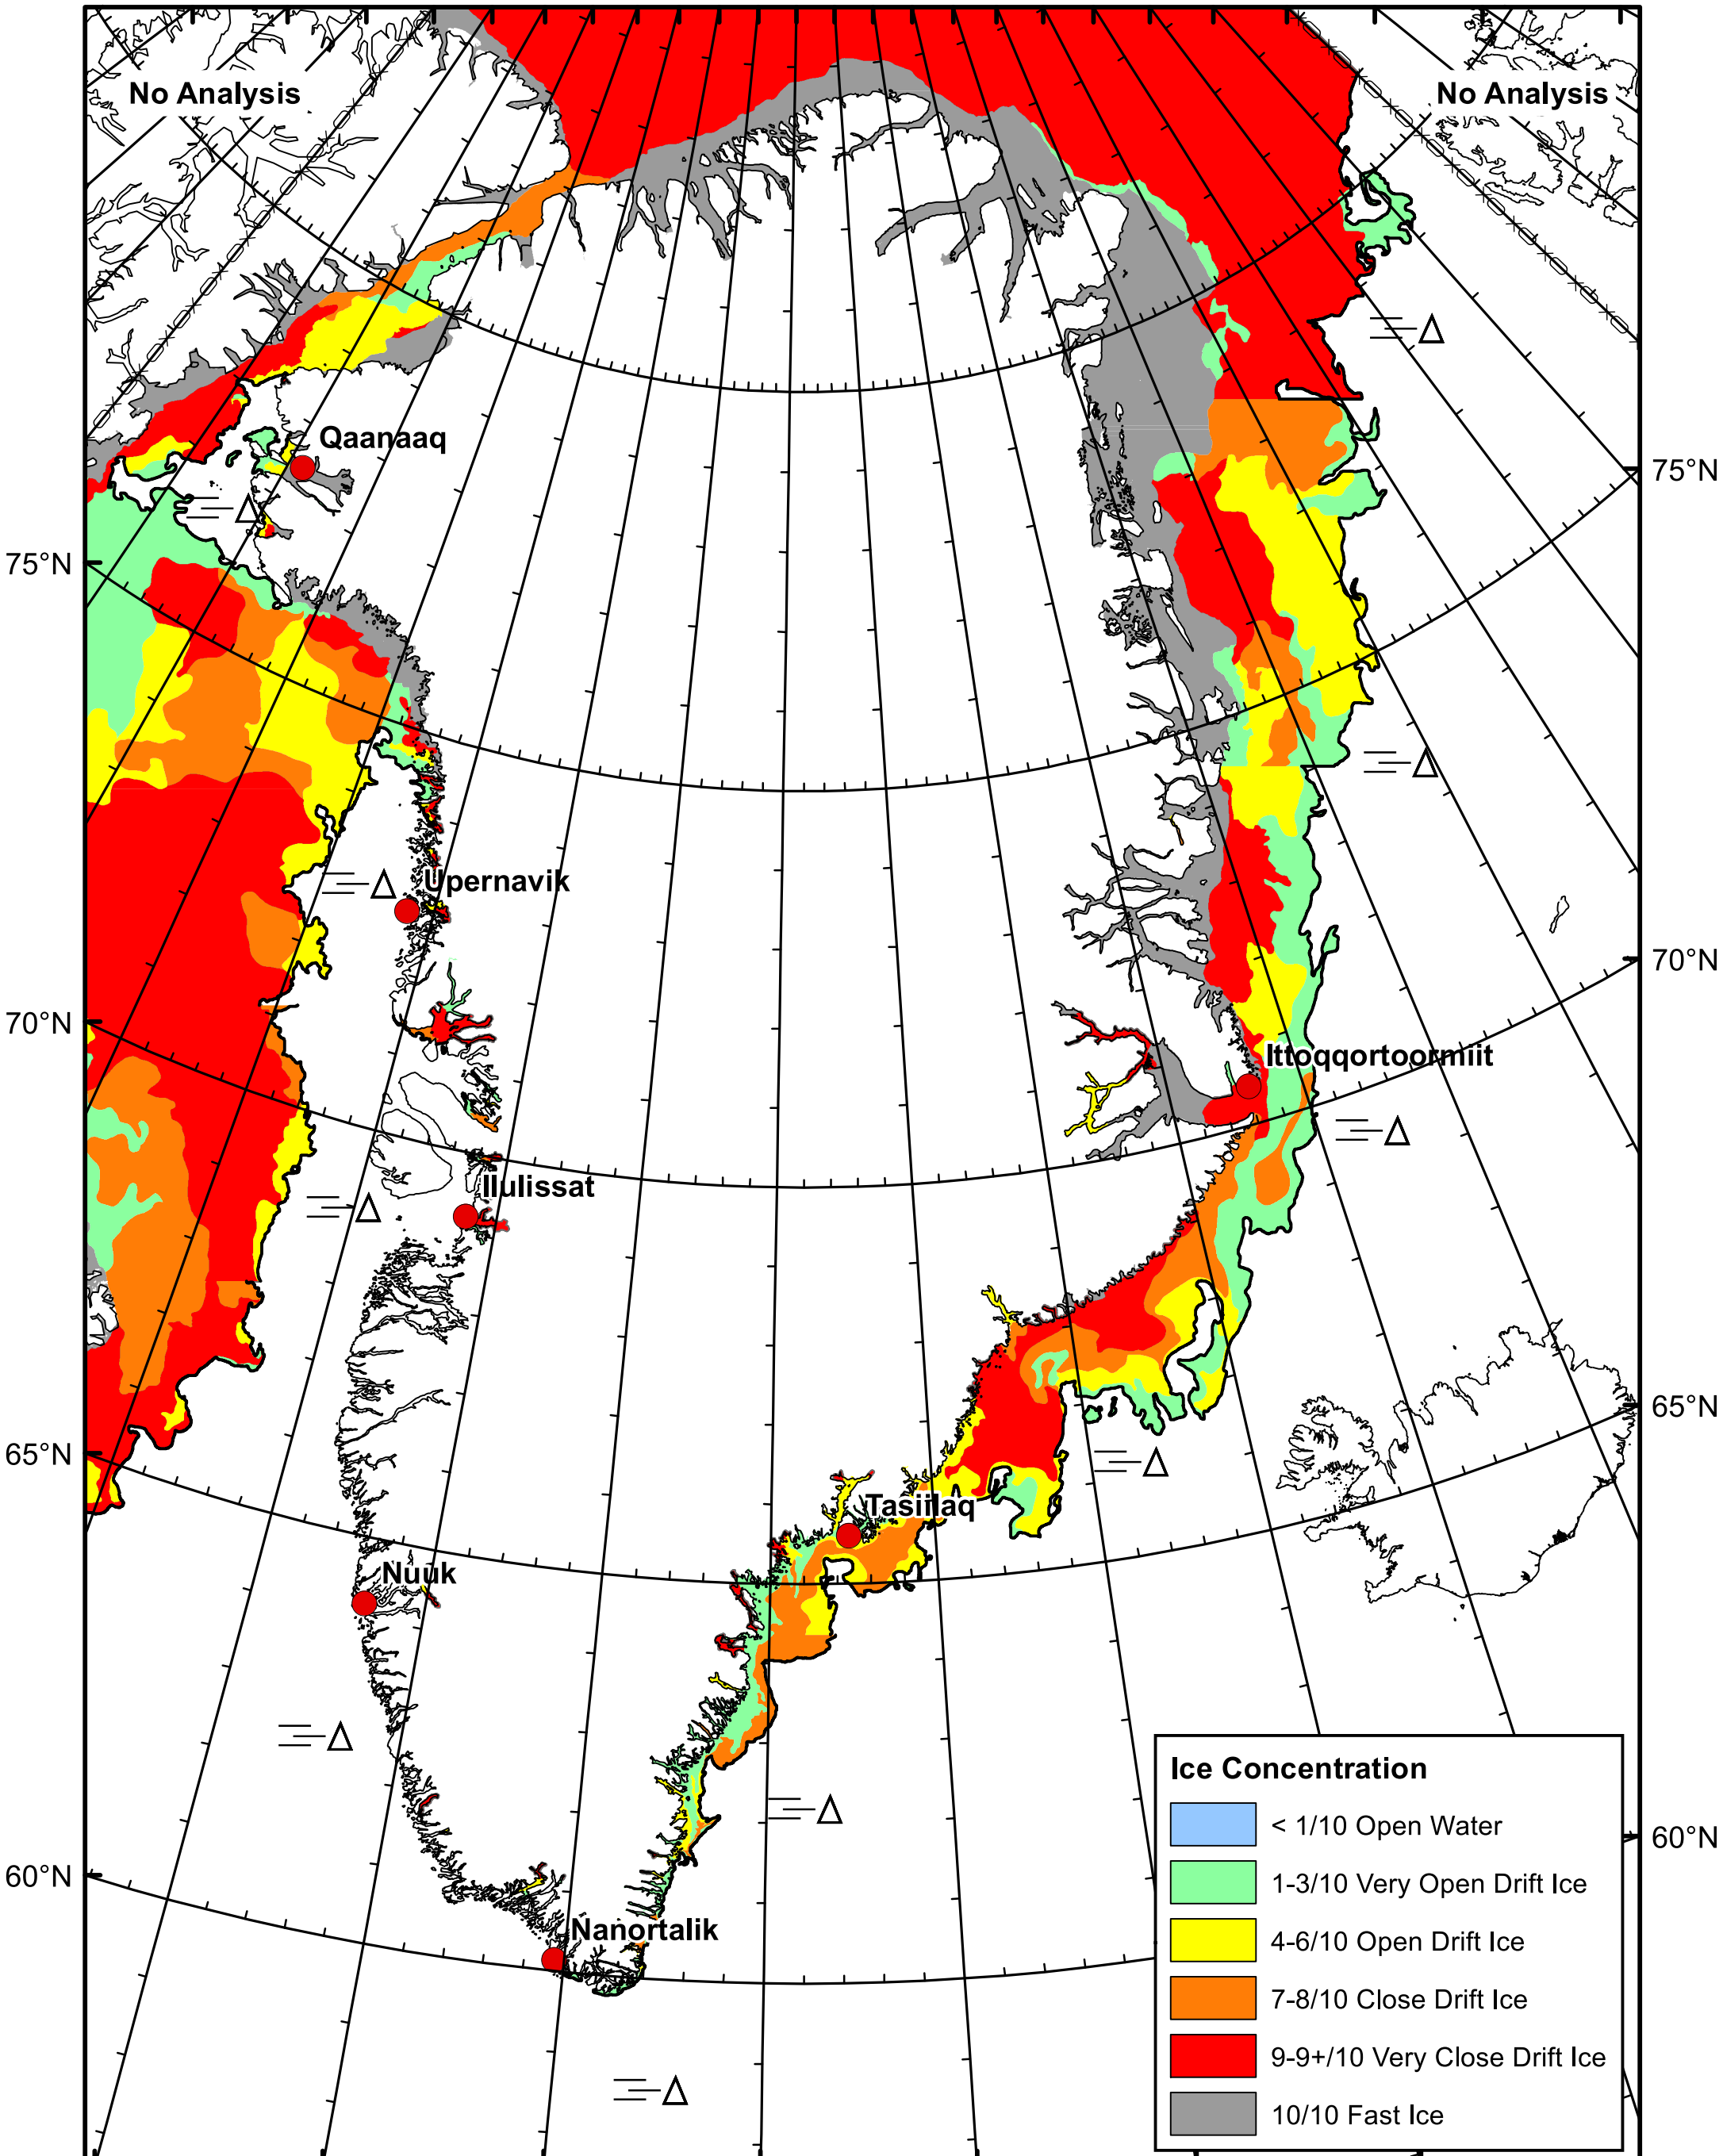 No Analysis
No Analysis
Qaanaaq
75°N
75°N
Upernavik
70°N
70°N
Ittoqqortoormiit
Ilulissat
65°N
65°N
Tasiilaq
Nuuk
60°N
60°N
Nanortalik
Ice Concentration
< 1/10 Open Water
1-3/10 Very Open Drift Ice
4-6/10 Open Drift Ice
7-8/10 Close Drift Ice
9-9+/10 Very Close Drift Ice
10/10 Fast Ice